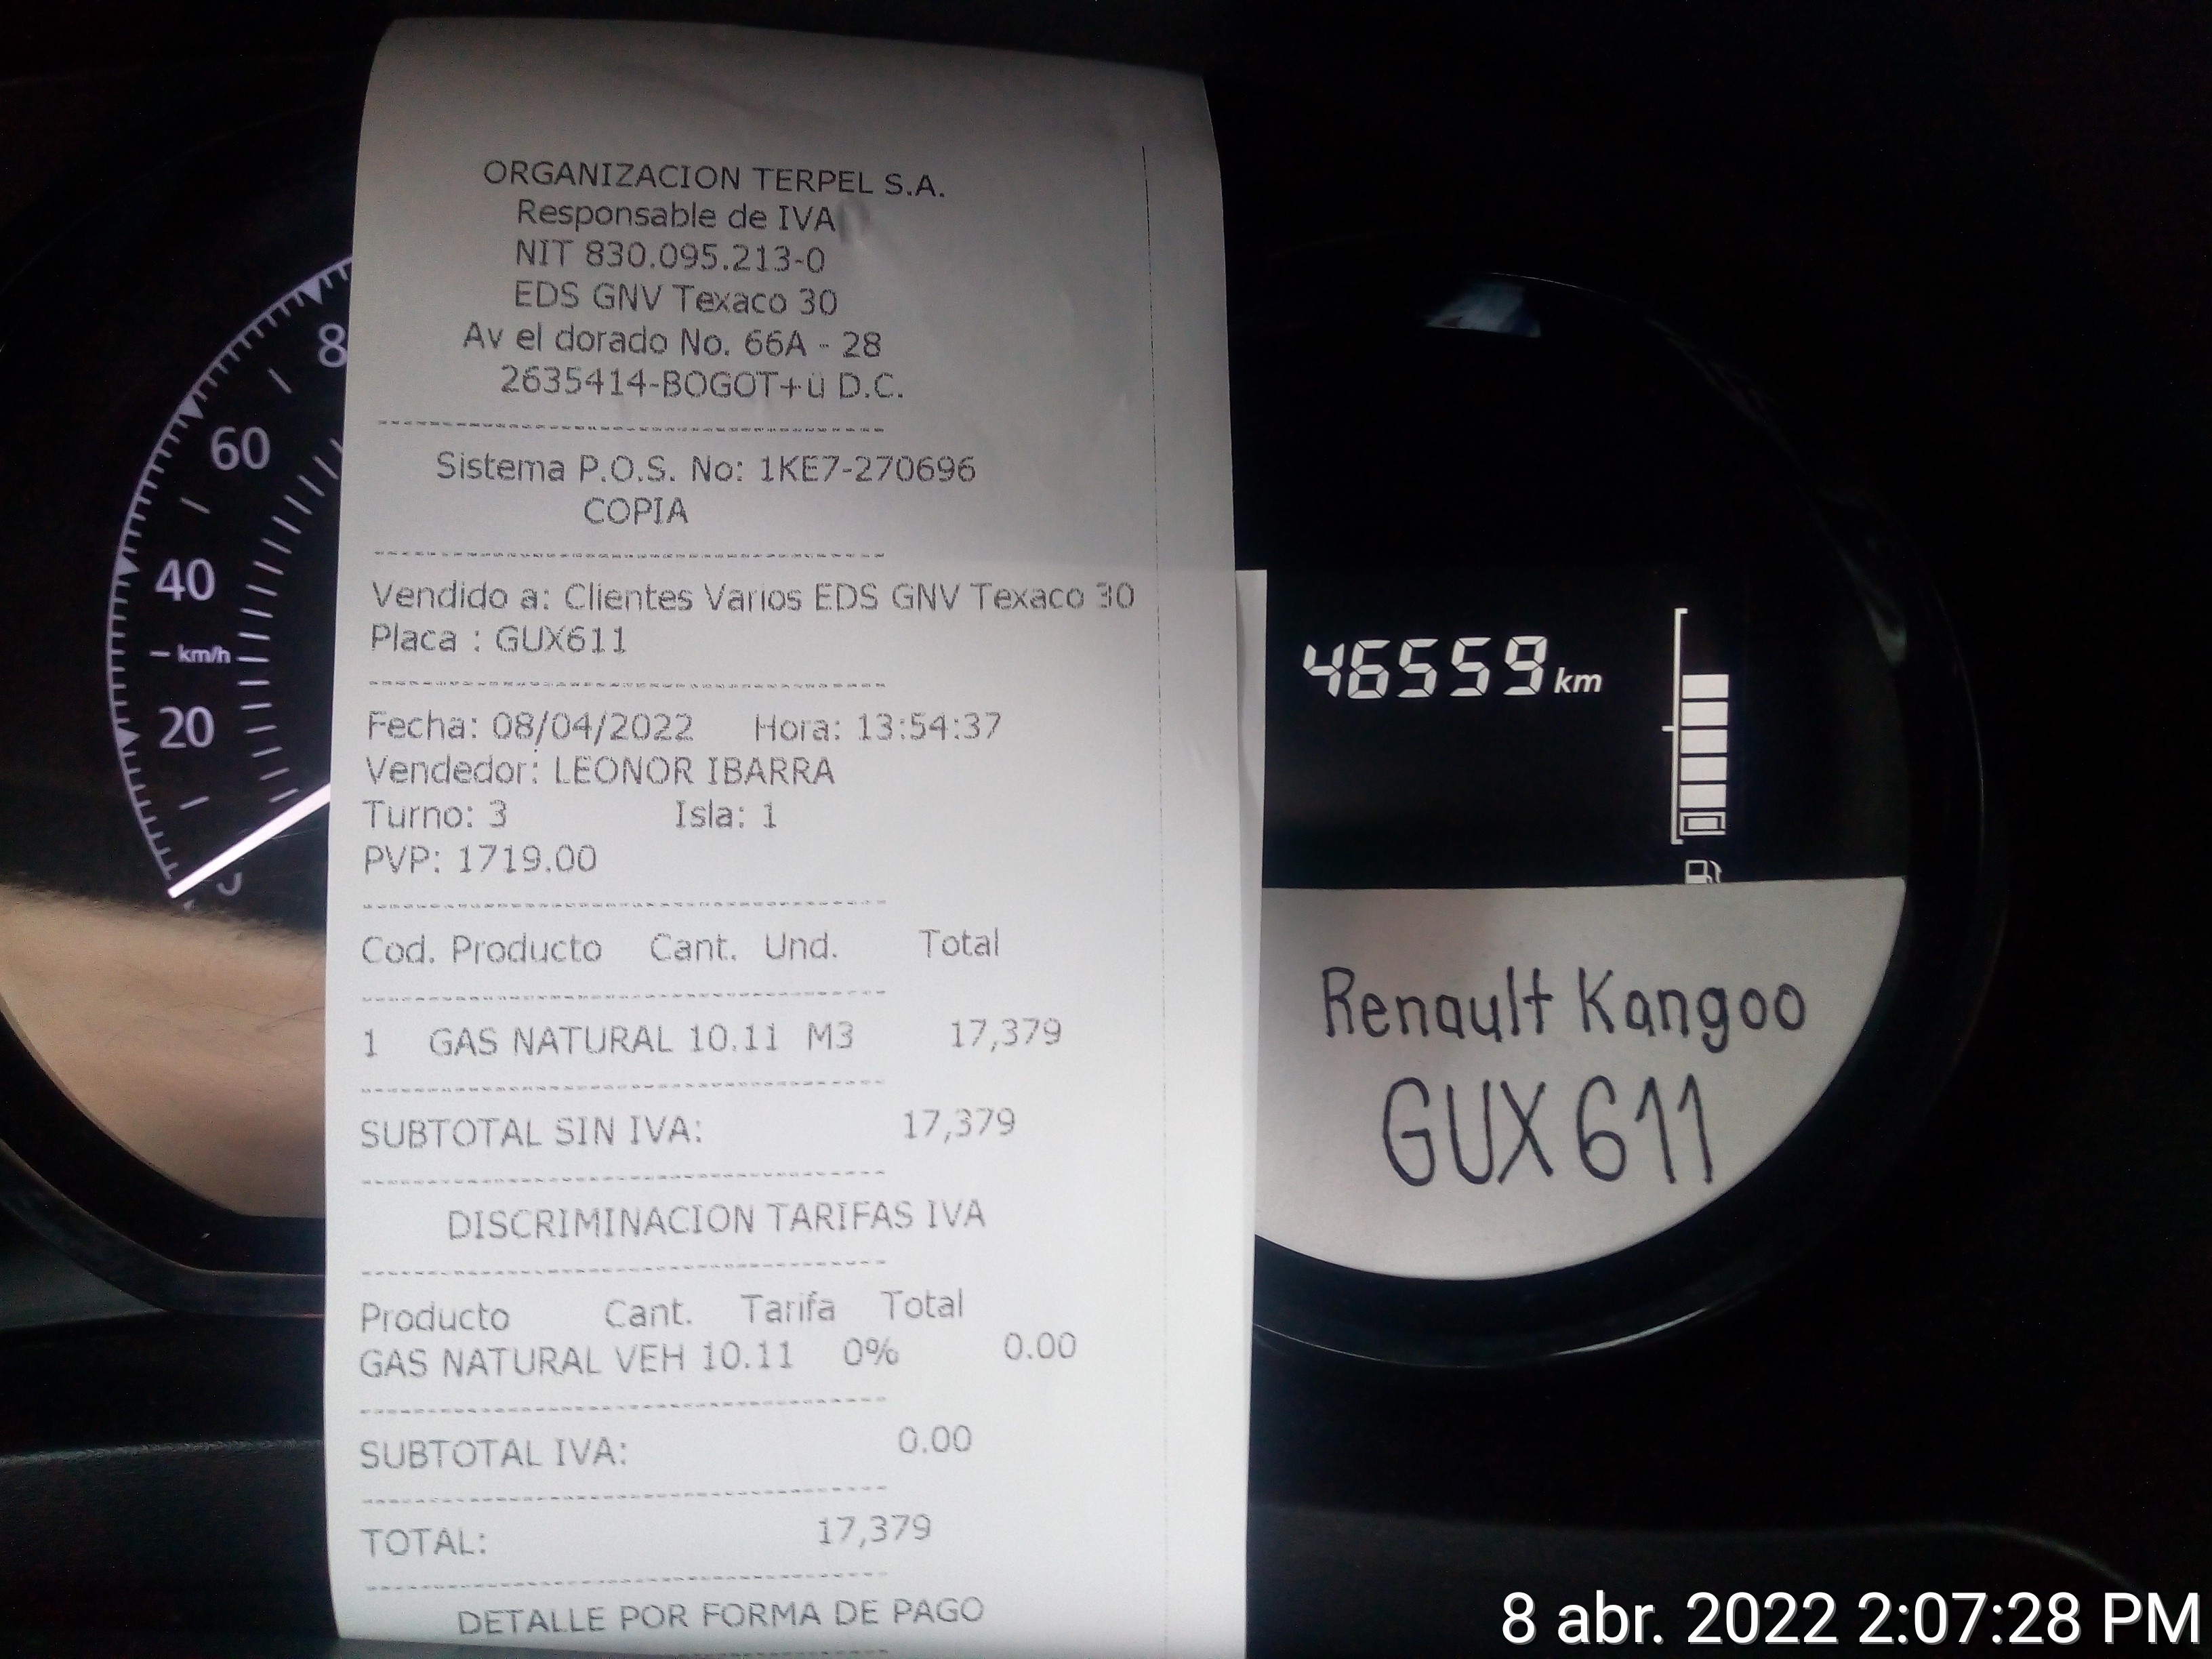 ORGANIZACION TERPEL S.A.
Responsable de IVA
NIT 830.095.213-0
EDS GNV Texaco 30
Av el dorado No. 66A - 28
2635414-BOGOT+ü D.C.
Sistema P.O.S. No: 1KE7-270696
COPIA
Vendido a: Clientes Varios EDS GNV Texaco 30
Placa : GUX611
Fecha: 08/04/2022 Hora: 13:54:37
Vendedor: LEONOR IBARRA
Turno: 3 Isla: 1
PVP: 1719.00
Cod. Producto Cant. Und. Total
1 GAS NATURAL 10.11 M3 17,379
SUBTOTAL SIN IVA: 17,379
DISCRIMINACION TARIFAS IVA
Producto Cant. Tarifa Total
GAS NATURAL VEH 10.11 0% 0.00
SUBTOTAL IVA: 0.00
TOTAL: 17,379
DETALLE POR FORMA DE PAGO
8
60
40
km/h
20
46559 km
Renault Kangoo
GUX611
8 abr. 2022 2:07:28 PM